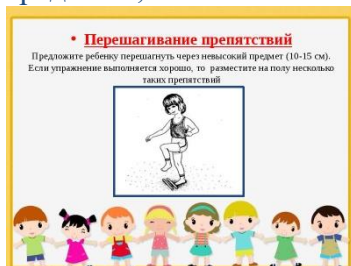 • Перешагивание препятствий
Предложите ребенку перешагнуть через невысокий предмет (10-15 см).
Если упражнение выполняется хорошо, то разместите на полу несколько
таких препятствий